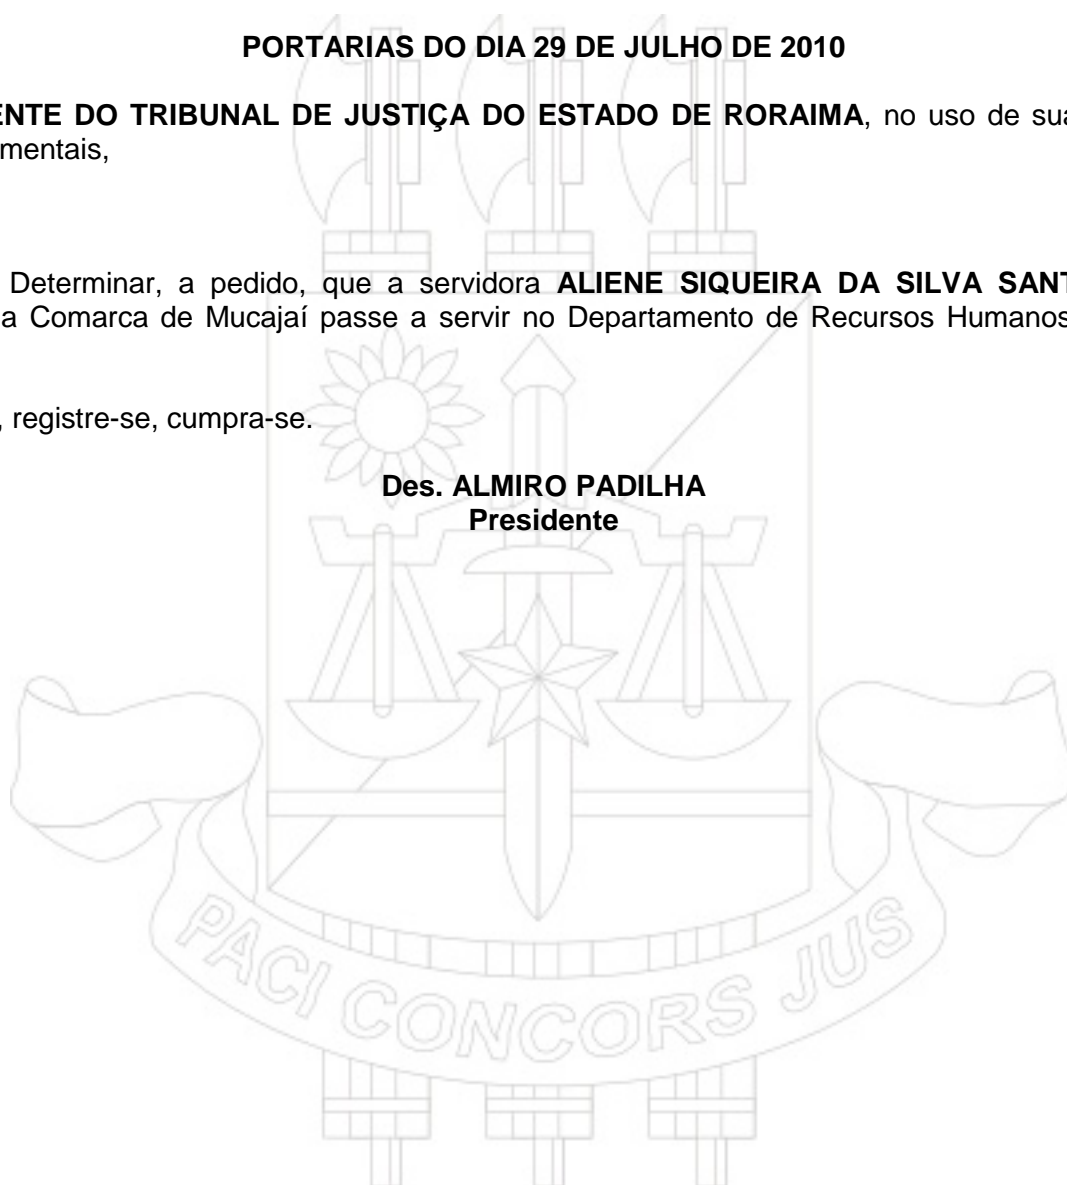 PORTARIAS DO DIA 29 DE JULHO DE 2010
ENTE DO TRIBUNAL DE JUSTIÇA DO ESTADO DE RORAIMA, no uso de sua
mentais,
Determinar, a pedido, que a servidora ALIENE SIQUEIRA DA SILVA SANT
a Comarca de Mucajaí passe a servir no Departamento de Recursos Humanos
, registre-se, cumpra-se.
Des. ALMIRO PADILHA
Presidente
PACI CONCORS JUS